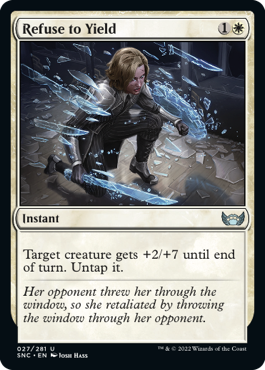 Refuse to Yield 1
Instant
Target creature gets +2/+7 until end
of turn. Untap it.
Her opponent threw her through the
window, so she retaliated by throwing
the window through her opponent.
027/281 U
SNC • EN Josh Hass
™ & © 2022 Wizards of the Coast